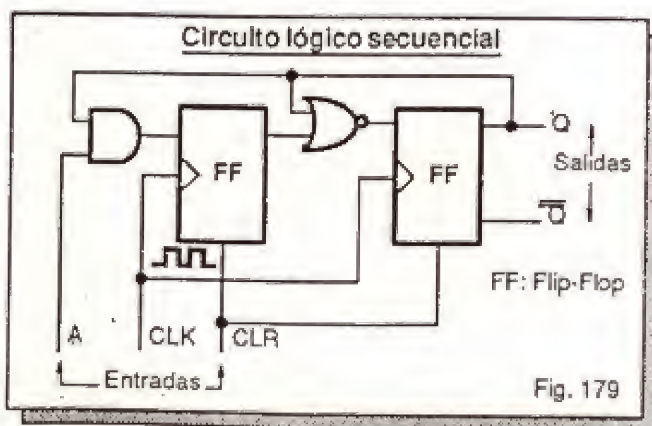 Circuito lógico secuencial
FF
FF
Q
Salidas
Q
FF: Flip-Flop
A
CLK
CLR
Entradas
Fig. 179